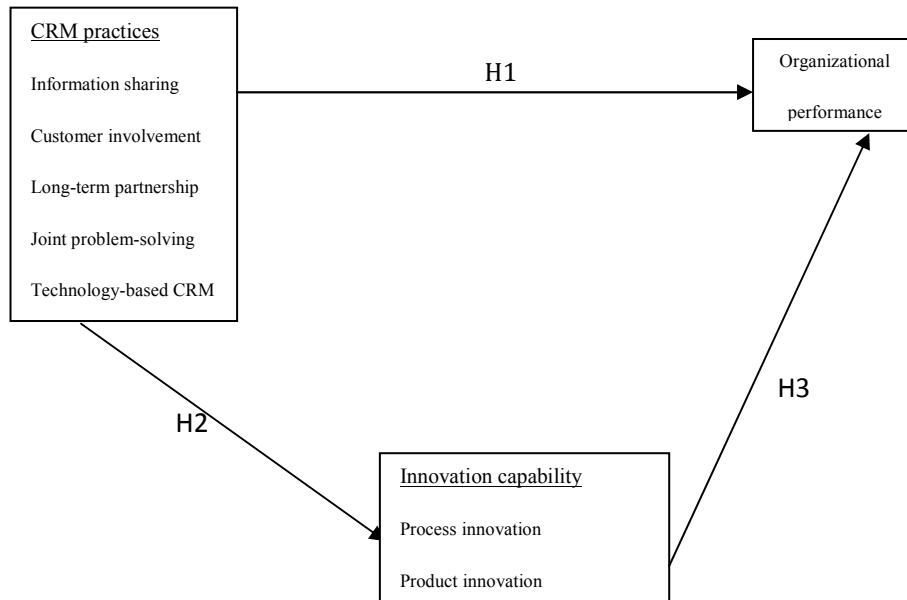 CRM practices
Information sharing
Customer involvement
Long-term partnership
Joint problem-solving
Technology-based CRM
H1
Organizational
performance
H2
H3
Innovation capability
Process innovation
Product innovation